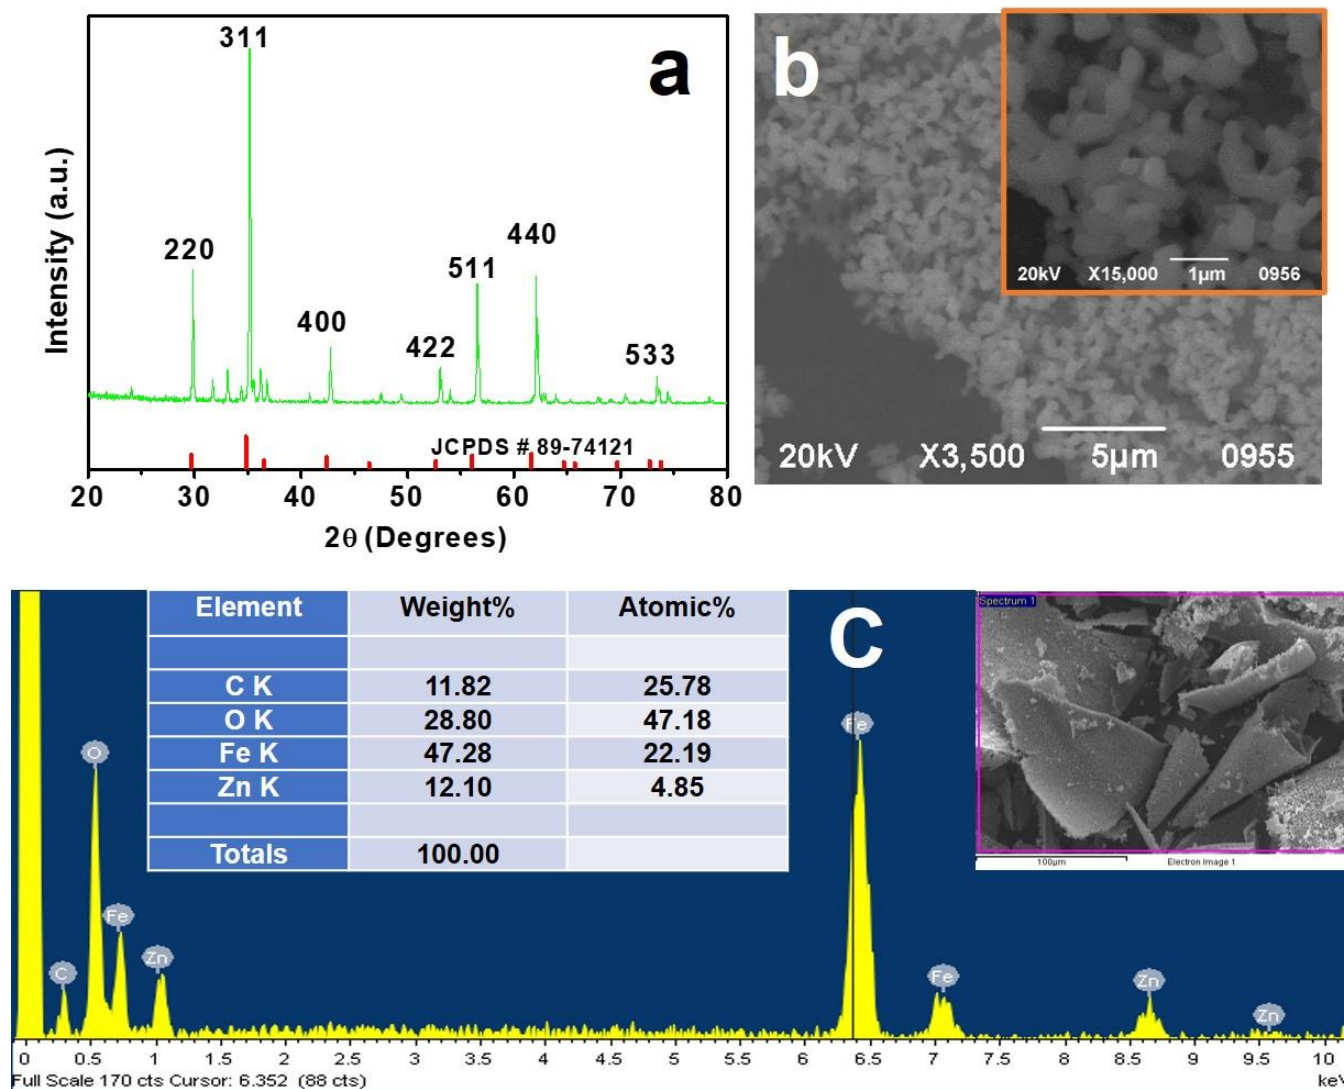 a
311
220
400
422
511
440
533
Intensity (a.u.)
JCPDS # 89-74121
20 30 40 50 60 70 80
2θ (Degrees)
b
20kV X15,000 1µm 0956
20kV X3,500 5µm 0955
C
Element Weight% Atomic%
C K 11.82 25.78
O K 28.80 47.18
Fe K 47.28 22.19
Zn K 12.10 4.85
Totals 100.00
Spectrum 1
100µm Electron Image 1
C
O
Fe
Zn
Fe
Fe
Zn
Zn
0 0.5 1 1.5 2 2.5 3 3.5 4 4.5 5 5.5 6 6.5 7 7.5 8 8.5 9 9.5 10
Full Scale 170 cts Cursor: 6.352 (88 cts)
keV